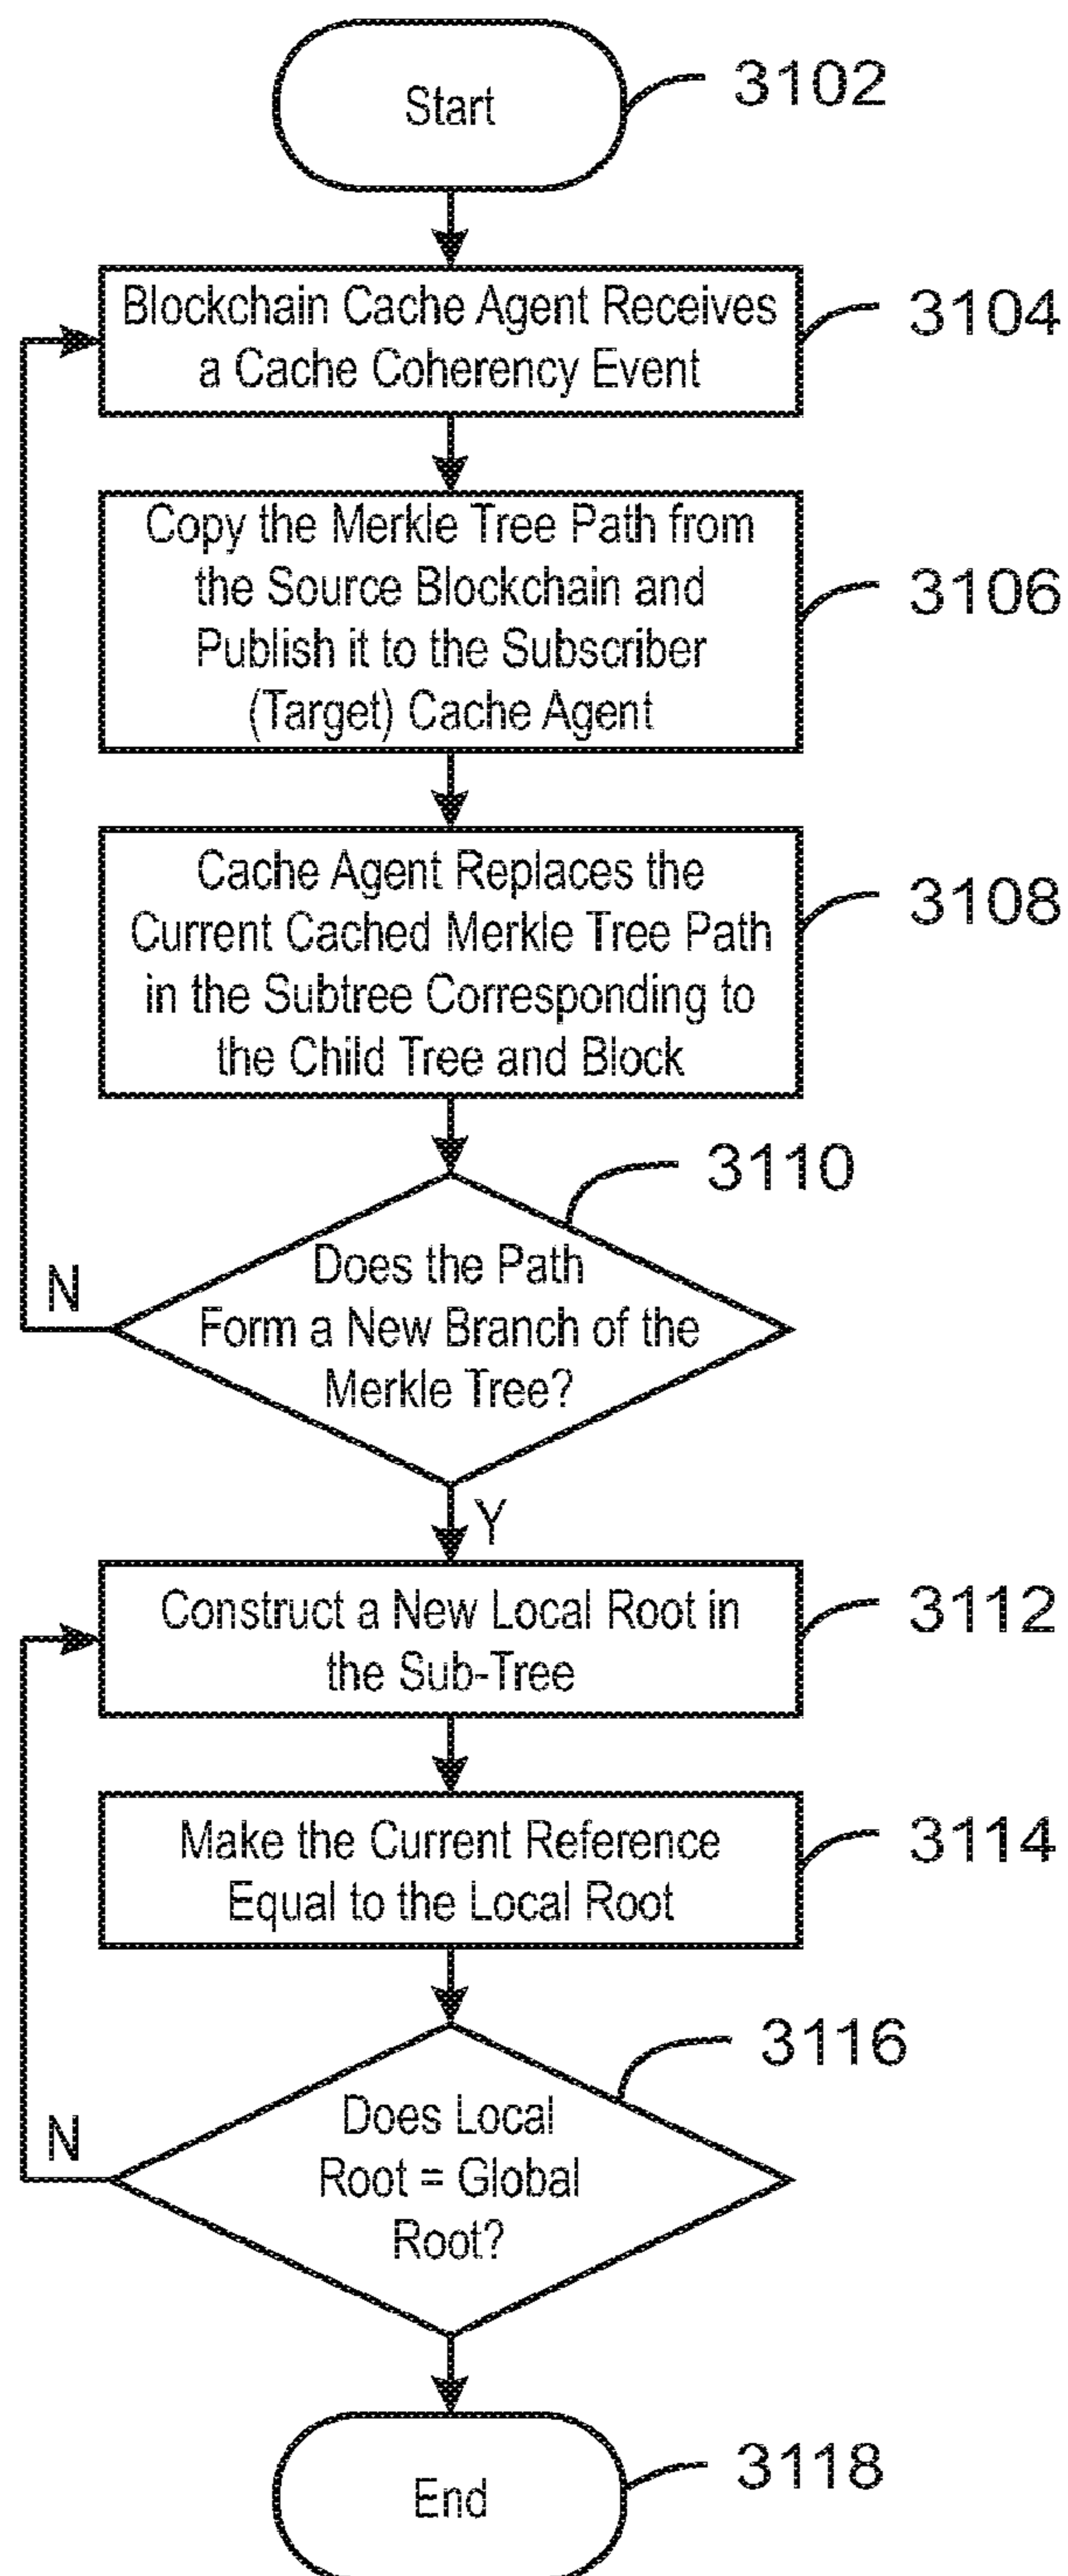 Start
3102
Blockchain Cache Agent Receives
a Cache Coherency Event
3104
Copy the Merkle Tree Path from
the Source Blockchain and
Publish it to the Subscriber
(Target) Cache Agent
3106
Cache Agent Replaces the
Current Cached Merkle Tree Path
in the Subtree Corresponding to
the Child Tree and Block
3108
3110
Does the Path
Form a New Branch of the
Merkle Tree?
N
Y
Construct a New Local Root in
the Sub-Tree
3112
Make the Current Reference
Equal to the Local Root
3114
3116
Does Local
Root = Global
Root?
N
End
3118